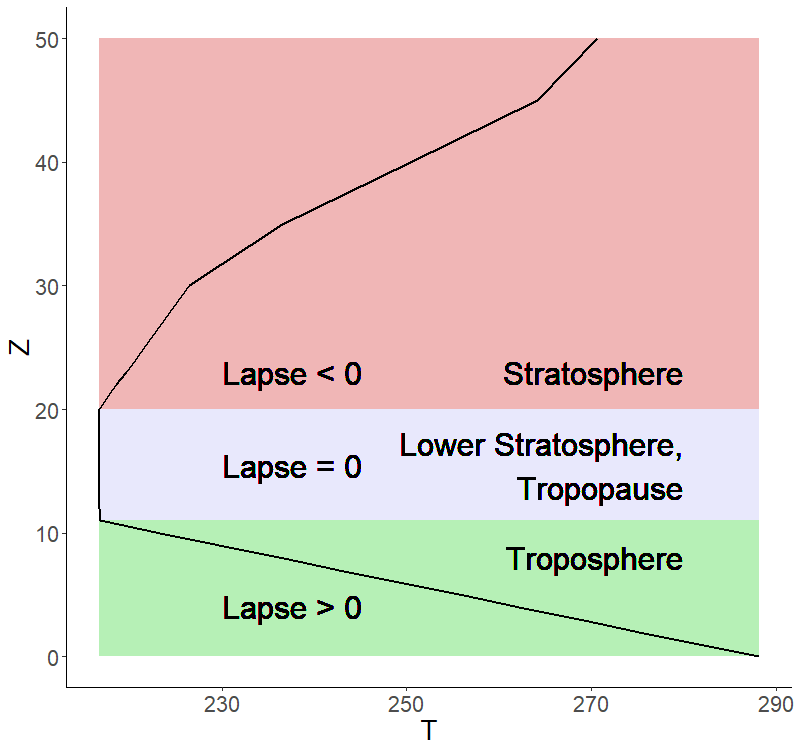 50
40
30
20
10
0
Z
Lapse < 0
Stratosphere
Lapse = 0
Lower Stratosphere,
Tropopause
Troposphere
Lapse > 0
230
250
270
290
T